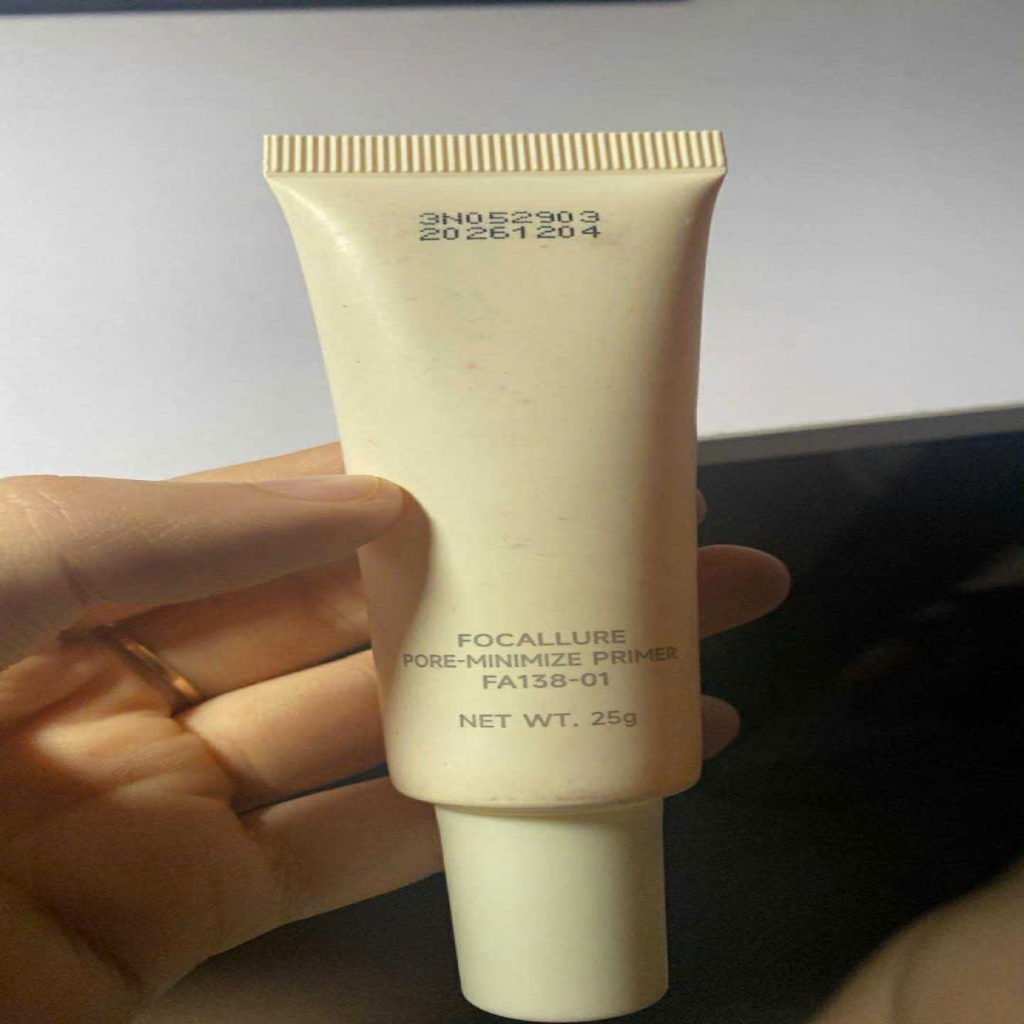 3N052903
20261204
FOCALLURE
PORE-MINIMIZE PRIMER
FA138-01
NET WT. 25g